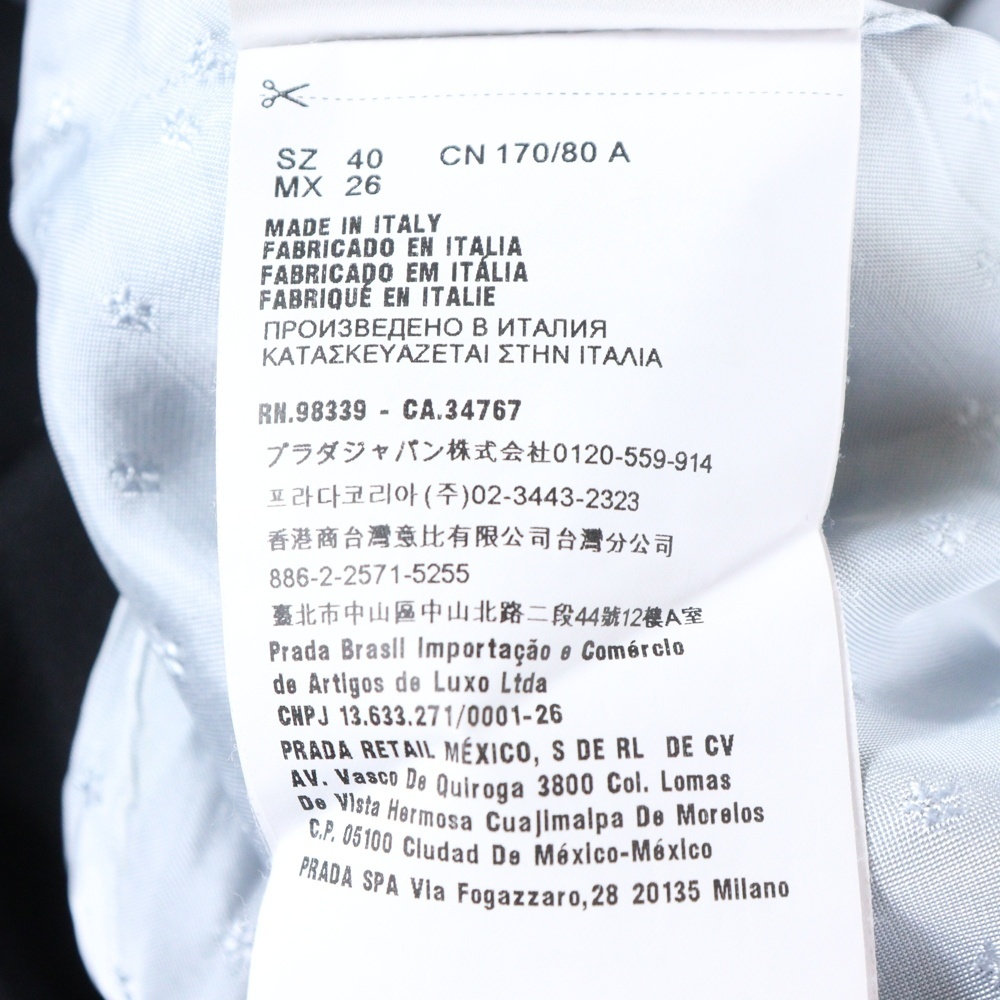 SZ 40 CN 170/80 A
MX 26
MADE IN ITALY
FABRICADO EN ITALIA
FABRICADO EM ITÁLIA
FABRIQUÉ EN ITALIE
ПРОИЗВЕДЕНО В ИТАЛИЯ
ΚΑΤΑΣΚΕΥΑΖΕΤΑΙ ΣΤΗΝ ΙΤΑΛΙΑ
RN.98339 - CA.34767
プラダジャパン株式会社0120-559-914
프라다코리아(주)02-3443-2323
香港商台灣意比有限公司台灣分公司
886-2-2571-5255
臺北市中山區中山北路二段44號12樓A室
Prada Brasil Importação e Comércio
de Artigos de Luxo Ltda
CNPJ 13.633.271/0001-26
PRADA RETAIL MÉXICO, S DE RL DE CV
AV. Vasco De Quiroga 3800 Col. Lomas
De Vista Hermosa Cuajimalpa De Morelos
C.P. 05100 Ciudad De México-México
PRADA SPA Via Fogazzaro,28 20135 Milano